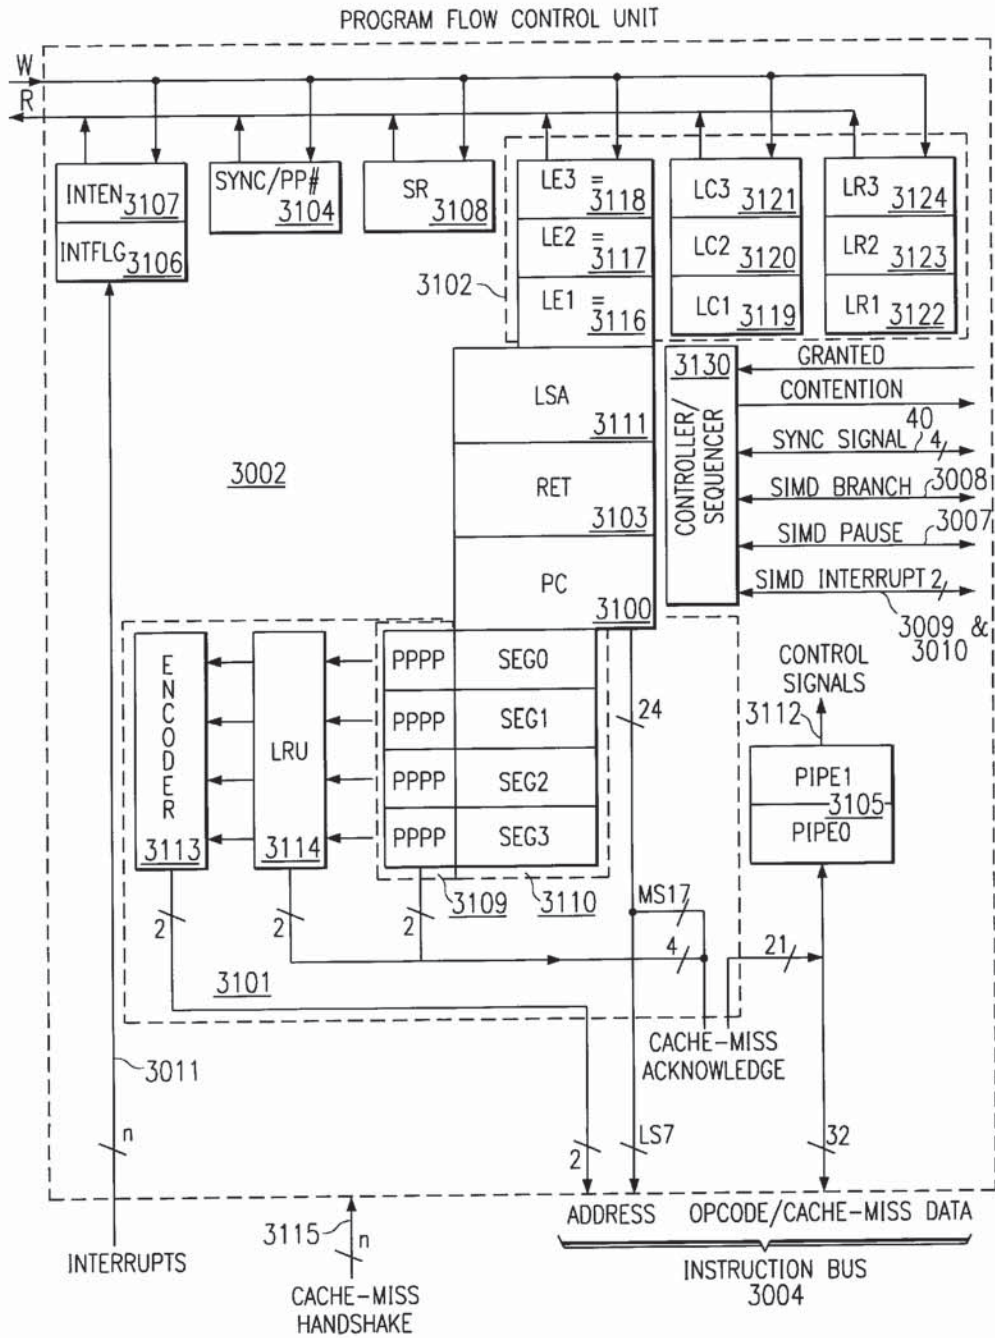 PROGRAM FLOW CONTROL UNIT
W
R
INTEN 3107
INTFLG 3106
SYNC/PP# 3104
SR 3108
LE3 = 3118
LE2 = 3117
LE1 = 3116
LC3 3121
LC2 3120
LC1 3119
LR3 3124
LR2 3123
LR1 3122
3102
LSA 3111
RET 3103
PC 3100
3130
CONTROLLER/
SEQUENCER
GRANTED
CONTENTION
40
SYNC SIGNAL 4
SIMD BRANCH 3008
3007
SIMD PAUSE
SIMD INTERRUPT 2
3009 &
3010
3002
ENCODER
3113
LRU
3114
PPPP SEG0
PPPP SEG1
PPPP SEG2
PPPP SEG3
3109
3110
24
CONTROL
SIGNALS
3112
PIPE1
3105
PIPE0
2
2
2
MS17
4
21
3101
CACHE-MISS
ACKNOWLEDGE
3011
n
2
LS7
32
3115
n
INTERRUPTS
CACHE-MISS
HANDSHAKE
ADDRESS
OPCODE/CACHE-MISS DATA
INSTRUCTION BUS
3004